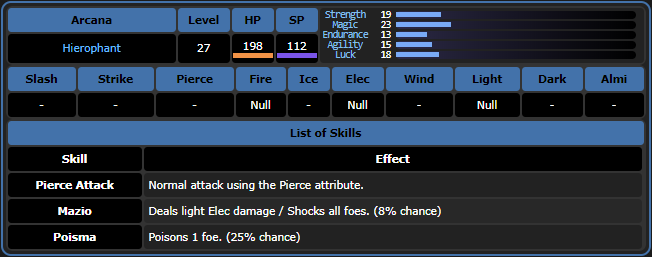 Arcana Level HP SP
Hierophant 27 198 112
Strength 19
Magic 23
Endurance 13
Agility 15
Luck 18
Slash Strike Pierce Fire Ice Elec Wind Light Dark Almi
- - - Null - Null - Null - -
List of Skills
Skill Effect
Pierce Attack Normal attack using the Pierce attribute.
Mazio Deals light Elec damage / Shocks all foes. (8% chance)
Poisma Poisons 1 foe. (25% chance)